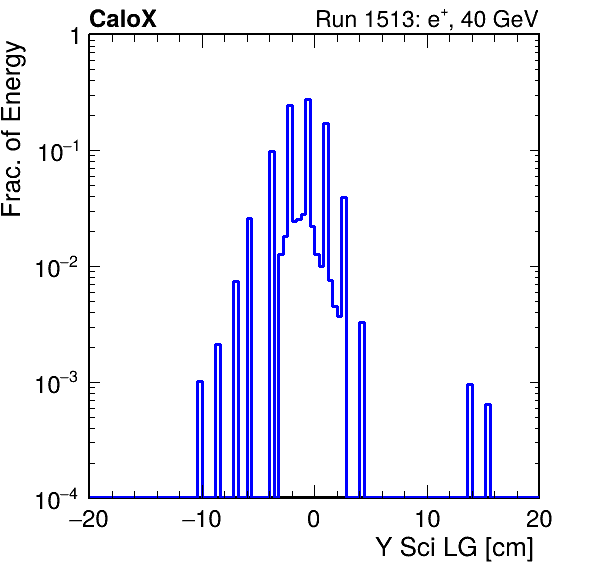 CaloX Run 1513: e⁺, 40 GeV
Frac. of Energy
1
10⁻¹
10⁻²
10⁻³
10⁻⁴
−20 −10 0 10 20
Y Sci LG [cm]